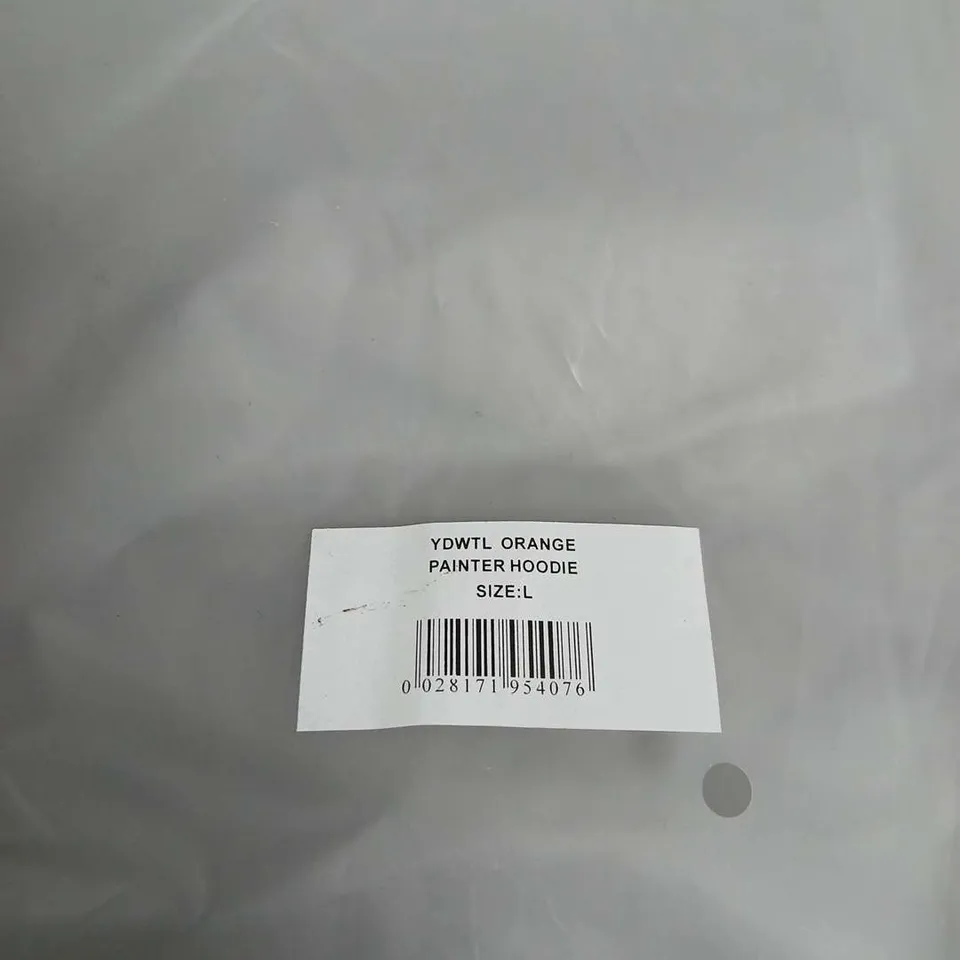 YDWTL ORANGE
PAINTER HOODIE
SIZE:L
0 028171 954076